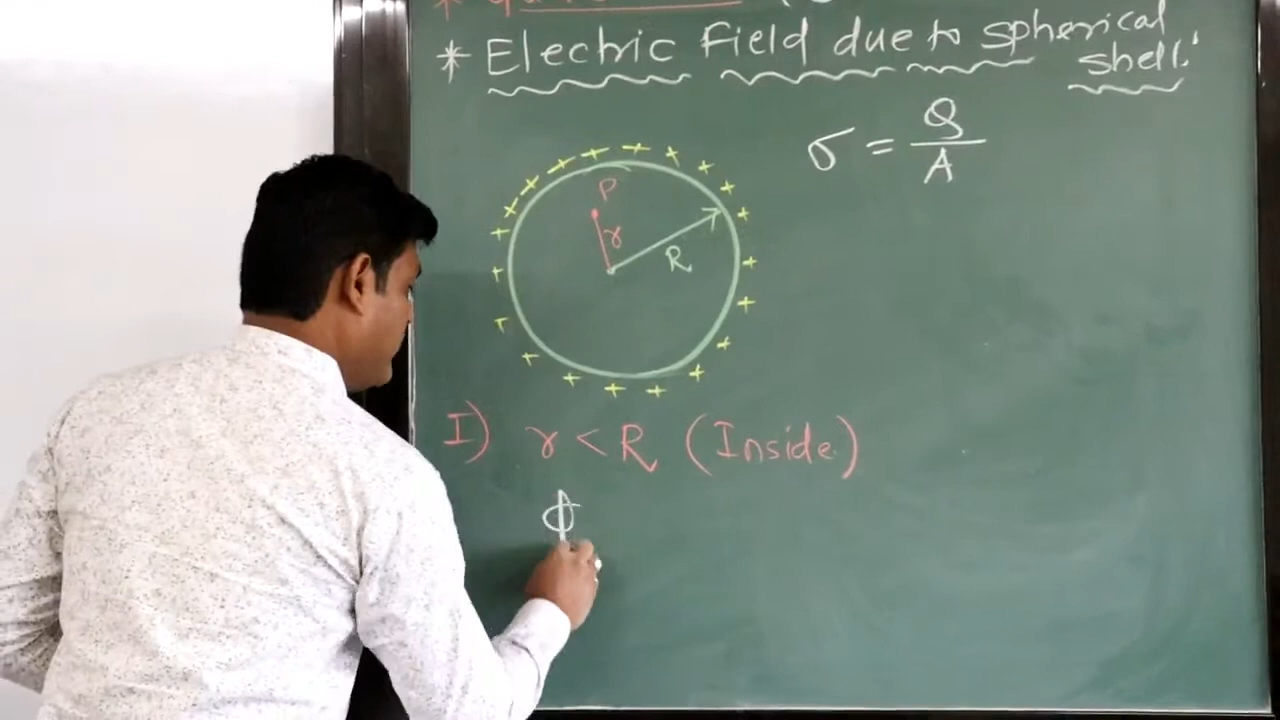 * Electric Field due to spherical
shell:
σ = Q
A
P
r
R
I) r < R (Inside)
ϕ